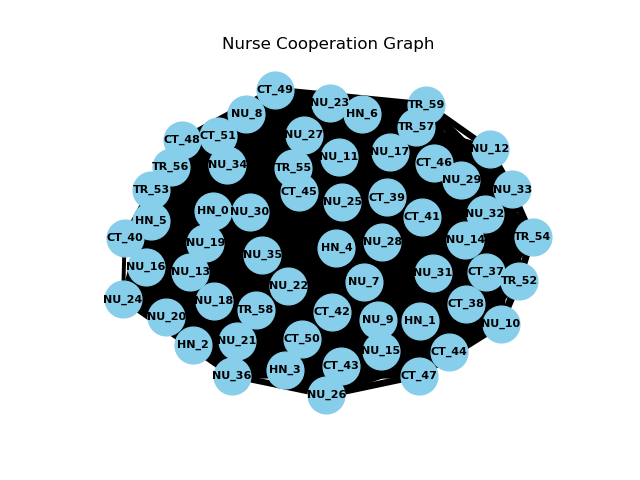 Nurse Cooperation Graph
CT_49
NU_23
TR_59
NU_8
HN_6
TR_57
CT_48
CT_51
NU_27
NU_12
NU_17
NU_11
CT_46
TR_56
NU_34
TR_55
NU_29
TR_53
CT_45
NU_33
CT_39
NU_25
HN_5
HN_0
NU_30
CT_41
NU_32
CT_40
NU_19
HN_4
NU_28
NU_14
TR_54
NU_35
NU_16
NU_13
NU_31
CT_37
NU_22
NU_7
TR_52
NU_24
NU_18
CT_38
NU_20
TR_58
CT_42
NU_9
HN_1
NU_10
HN_2
NU_21
CT_50
NU_15
CT_44
NU_36
HN_3
CT_43
CT_47
NU_26